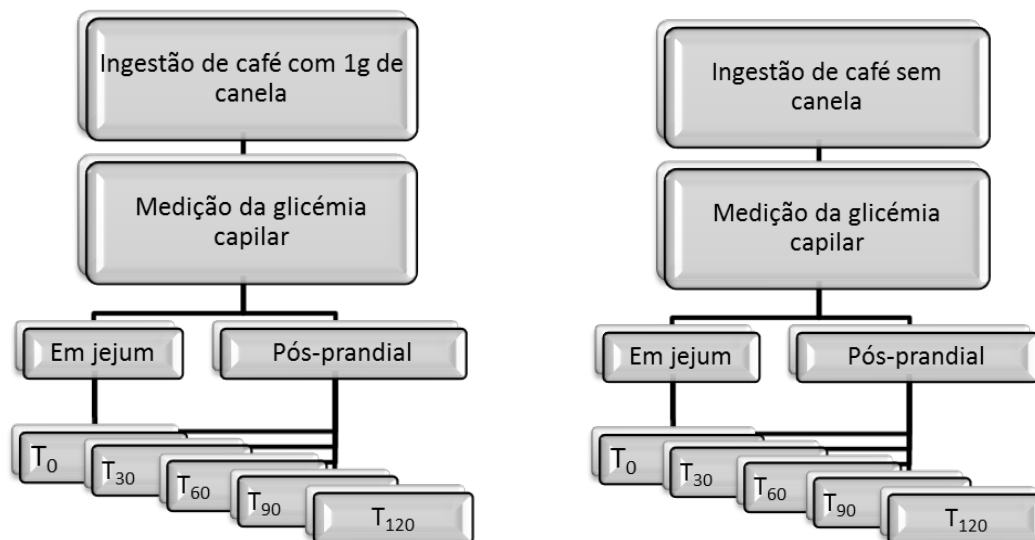 Ingestão de café com 1g de
canela
Medição da glicémia
capilar
Em jejum
Pós-prandial
T₀
T₃₀
T₆₀
T₉₀
T₁₂₀
Ingestão de café sem
canela
Medição da glicémia
capilar
Em jejum
Pós-prandial
T₀
T₃₀
T₆₀
T₉₀
T₁₂₀